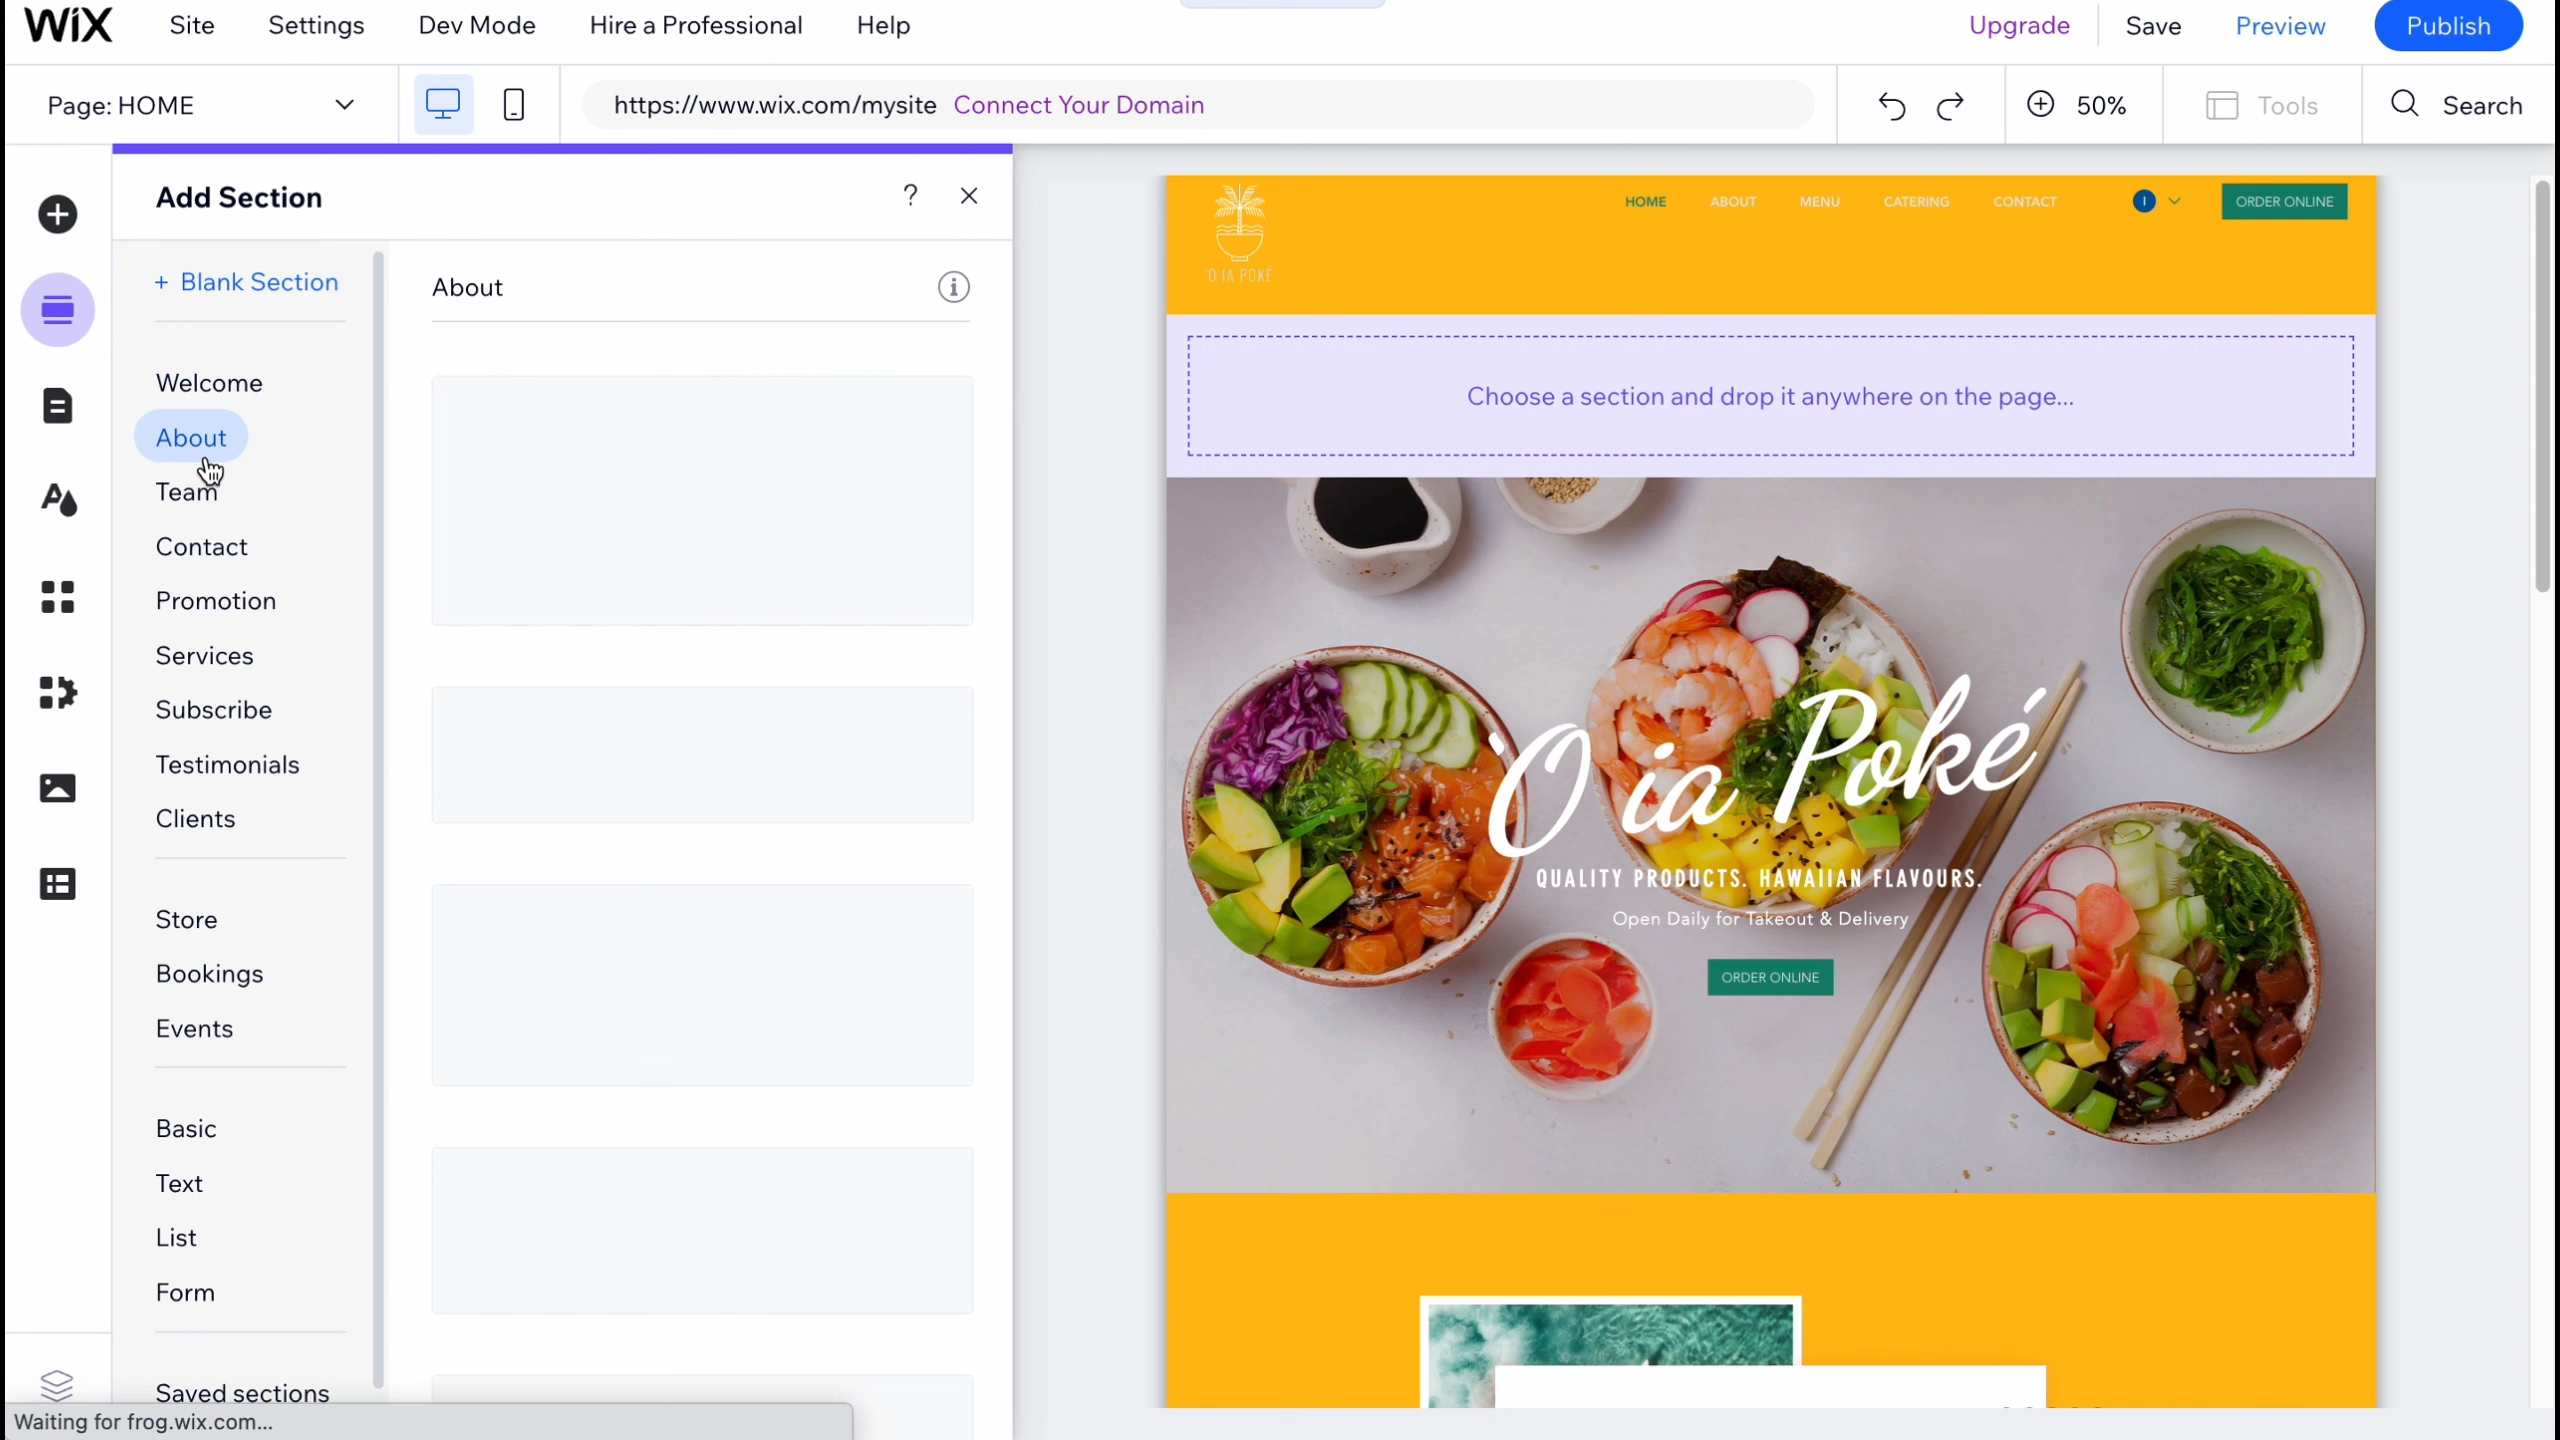 WiX Site Settings Dev Mode Hire a Professional Help Upgrade Save Preview Publish
Page: HOME https://www.wix.com/mysite Connect Your Domain 50% Tools Search
Add Section ?
+ Blank Section
Welcome
About
Team
Contact
Promotion
Services
Subscribe
Testimonials
Clients
Store
Bookings
Events
Basic
Text
List
Form
Saved sections
About
HOME ABOUT MENU CATERING CONTACT I ORDER ONLINE
'O IA POKÉ
Choose a section and drop it anywhere on the page...
'O ia Poké
QUALITY PRODUCTS. HAWAIIAN FLAVOURS.
Open Daily for Takeout & Delivery
ORDER ONLINE
Waiting for frog.wix.com...